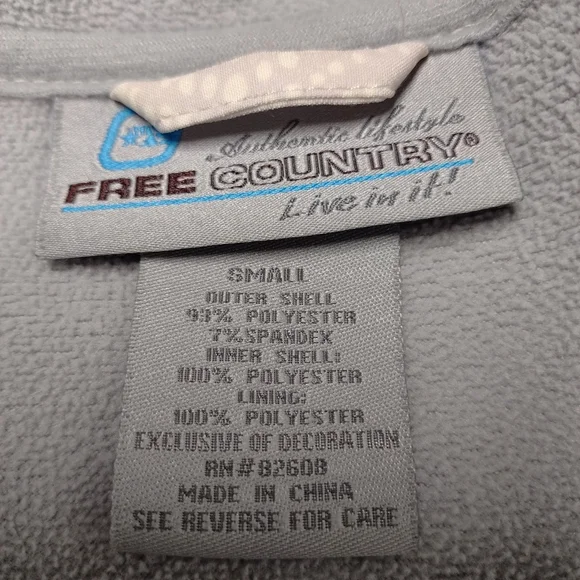 Authentic lifestyle
FREE COUNTRY®
Live in it!
SMALL
OUTER SHELL
93% POLYESTER
7% SPANDEX
INNER SHELL:
100% POLYESTER
LINING:
100% POLYESTER
EXCLUSIVE OF DECORATION
RN#82608
MADE IN CHINA
SEE REVERSE FOR CARE